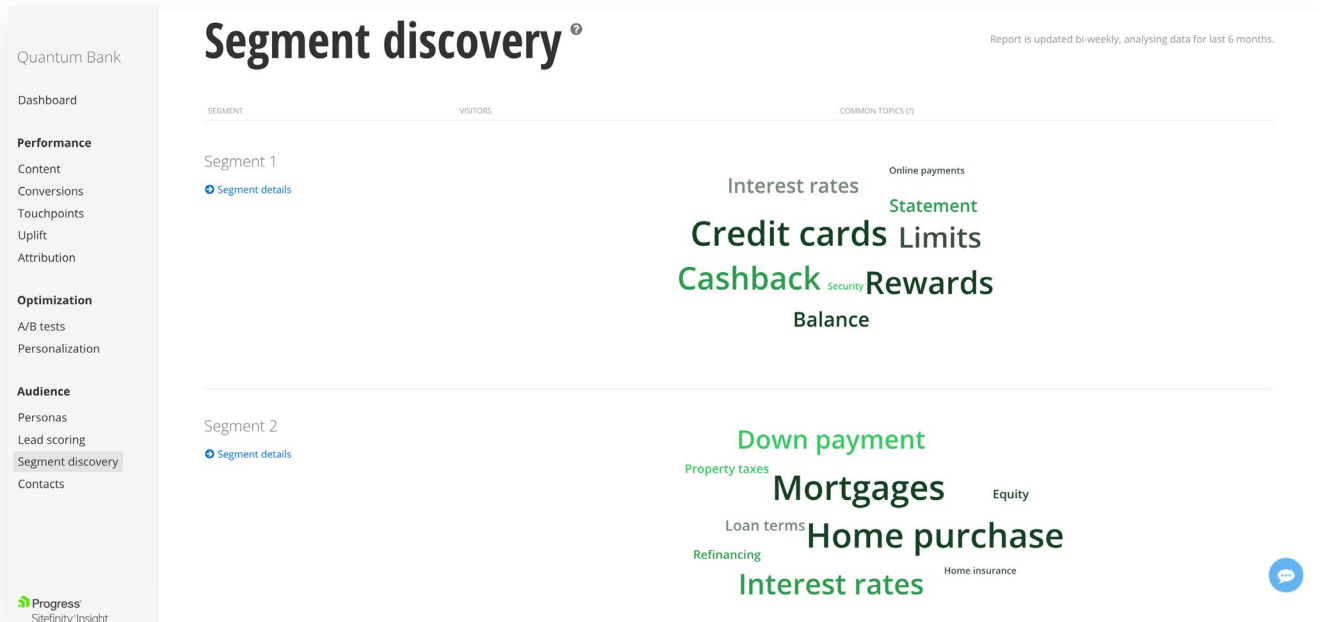 Quantum Bank
Dashboard
Performance
Content
Conversions
Touchpoints
Uplift
Attribution
Optimization
A/B tests
Personalization
Audience
Personas
Lead scoring
Segment discovery
Contacts
Progress®
Sitefinity Insight
Segment discovery ?
Report is updated bi-weekly, analysing data for last 6 months.
SEGMENT VISITORS COMMON TOPICS (?)
Segment 1
Segment details
Online payments
Interest rates
Statement
Credit cards Limits
Cashback Security Rewards
Balance
Segment 2
Segment details
Down payment
Property taxes
Mortgages Equity
Loan terms Home purchase
Refinancing
Home insurance
Interest rates